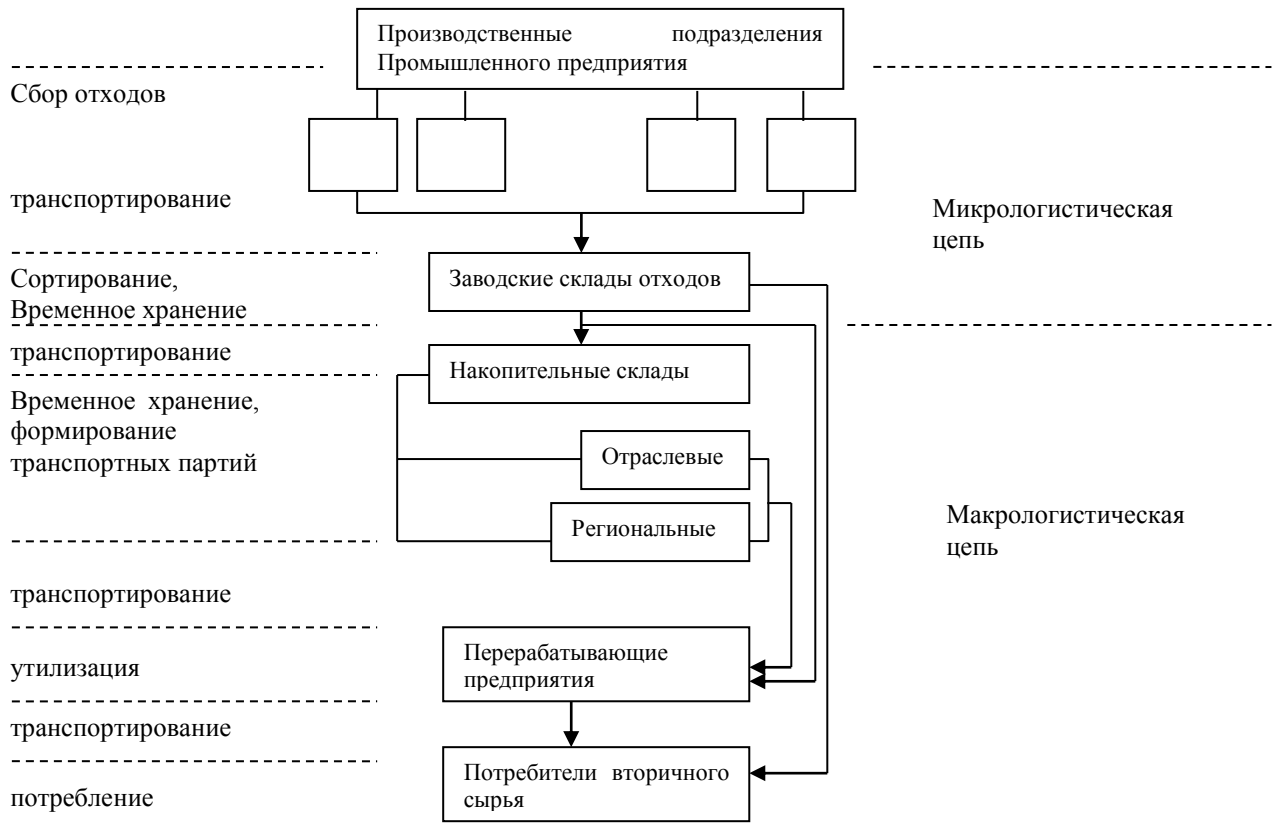 Производственные подразделения
Промышленного предприятия
Сбор отходов
транспортирование
Микрологистическая
цепь
Заводские склады отходов
Сортирование,
Временное хранение
транспортирование
Накопительные склады
Временное хранение,
формирование
транспортных партий
Отраслевые
Региональные
Макрологистическая
цепь
транспортирование
Перерабатывающие
предприятия
утилизация
транспортирование
Потребители вторичного
сырья
потребление